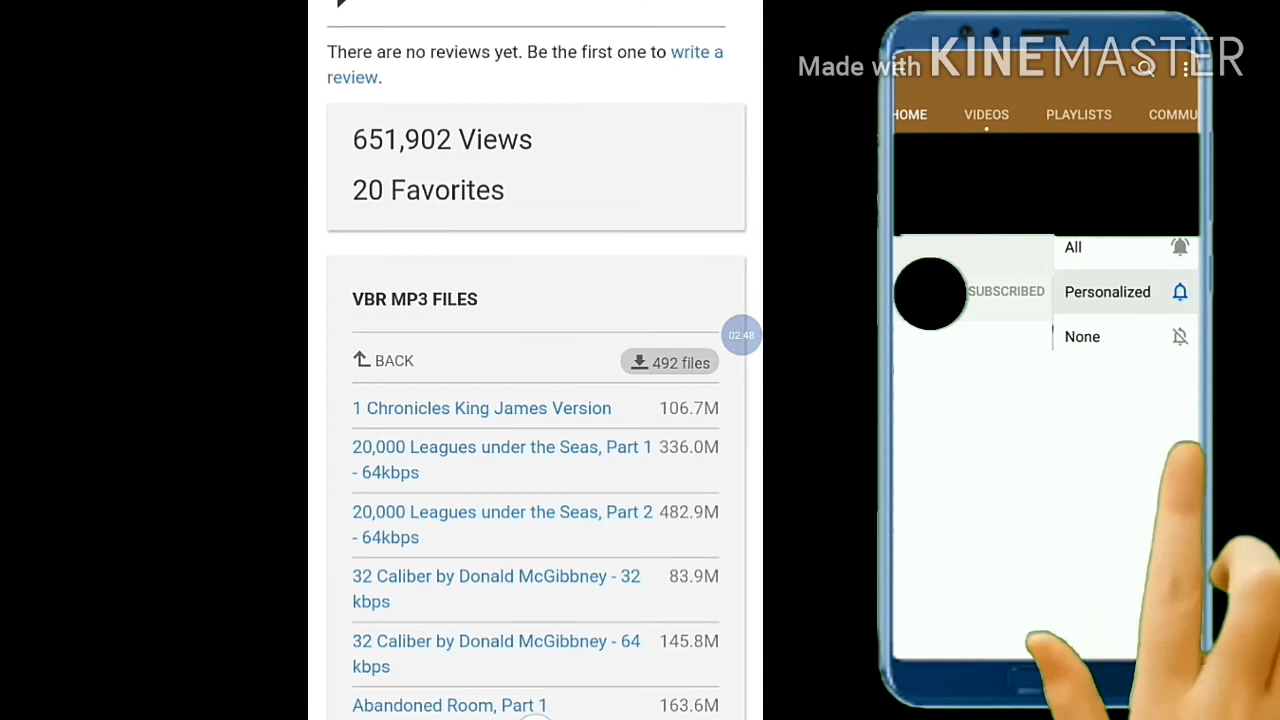 There are no reviews yet. Be the first one to write a
review.
651,902 Views
20 Favorites
VBR MP3 FILES
BACK
492 files
1 Chronicles King James Version 106.7M
20,000 Leagues under the Seas, Part 1 336.0M
- 64kbps
20,000 Leagues under the Seas, Part 2 482.9M
- 64kbps
32 Caliber by Donald McGibbney - 32 83.9M
kbps
32 Caliber by Donald McGibbney - 64 145.8M
kbps
Abandoned Room, Part 1 163.6M
02:48
Made with KINEMASTER
HOME VIDEOS PLAYLISTS COMMU
All
SUBSCRIBED
Personalized
None